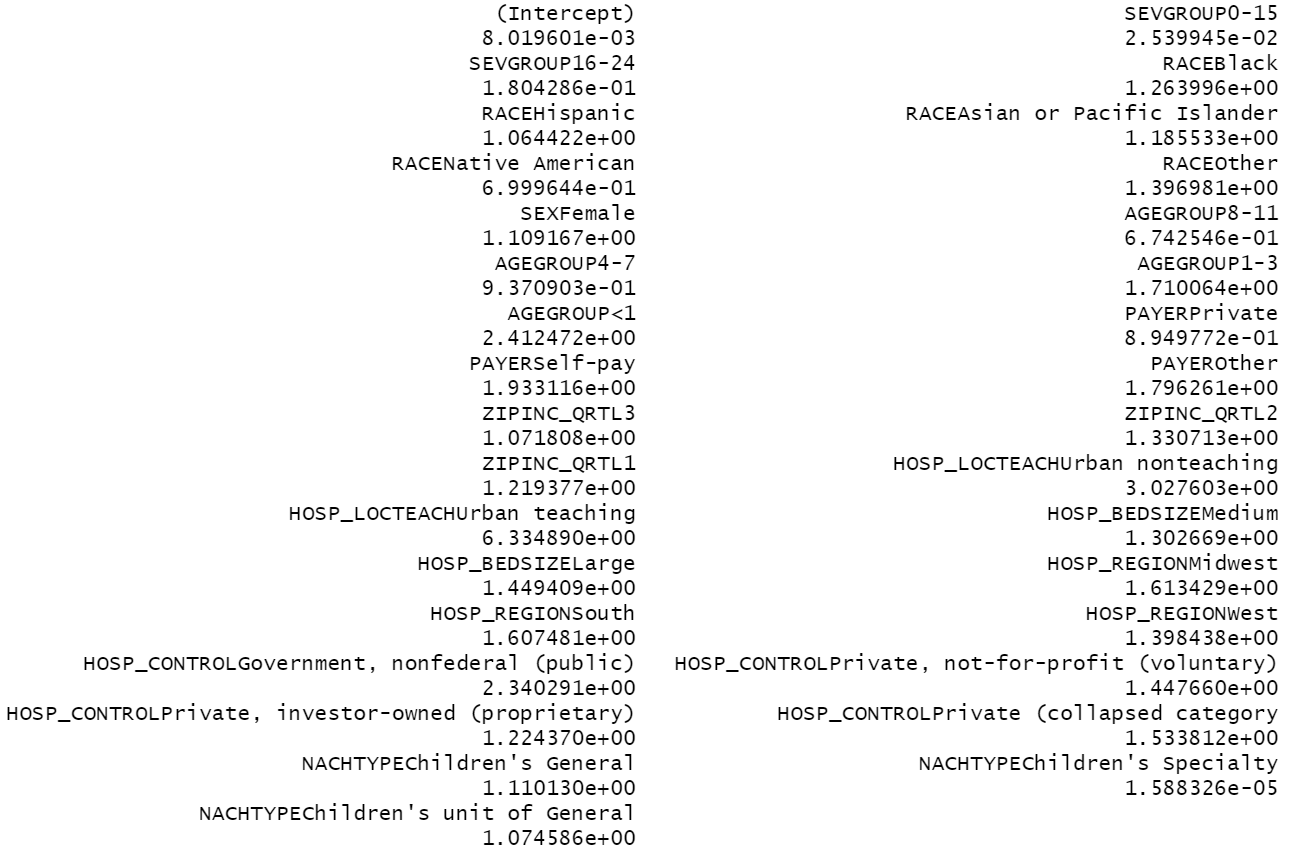 (Intercept) SEVGROUP0-15
8.019601e-03 2.539945e-02
SEVGROUP16-24 RACEBlack
1.804286e-01 1.263996e+00
RACEHispanic RACEAsian or Pacific Islander
1.064422e+00 1.185533e+00
RACENative American RACEOther
6.999644e-01 1.396981e+00
SEXFemale AGEGROUP8-11
1.109167e+00 6.742546e-01
AGEGROUP4-7 AGEGROUP1-3
9.370903e-01 1.710064e+00
AGEGROUP<1 PAYERPrivate
2.412472e+00 8.949772e-01
PAYERSelf-pay PAYEROther
1.933116e+00 1.796261e+00
ZIPINC_QRTL3 ZIPINC_QRTL2
1.071808e+00 1.330713e+00
ZIPINC_QRTL1 HOSP_LOCTEACHUrban nonteaching
1.219377e+00 3.027603e+00
HOSP_LOCTEACHUrban teaching HOSP_BEDSIZEMedium
6.334890e+00 1.302669e+00
HOSP_BEDSIZELarge HOSP_REGIONMidwest
1.449409e+00 1.613429e+00
HOSP_REGIONSouth HOSP_REGIONWest
1.607481e+00 1.398438e+00
HOSP_CONTROLGovernment, nonfederal (public) HOSP_CONTROLPrivate, not-for-profit (voluntary)
2.340291e+00 1.447660e+00
HOSP_CONTROLPrivate, investor-owned (proprietary) HOSP_CONTROLPrivate (collapsed category
1.224370e+00 1.533812e+00
NACHTYPEChildren's General NACHTYPEChildren's Specialty
1.110130e+00 1.588326e-05
NACHTYPEChildren's unit of General
1.074586e+00